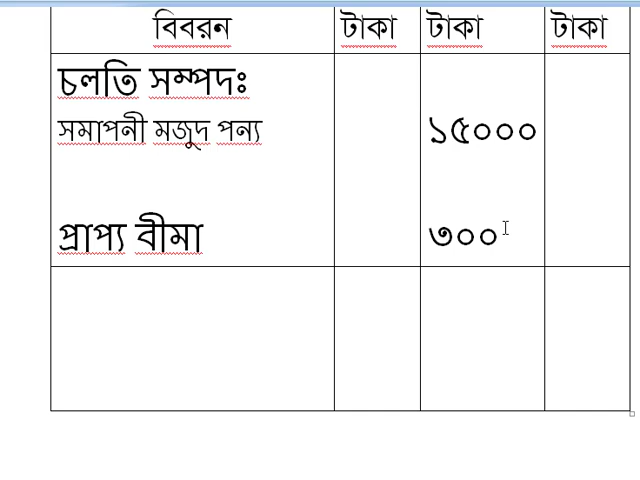 বিবরন টাকা টাকা টাকা
চলতি সম্পদঃ
সমাপনী মজুদ পন্য ১৫০০০
প্রাপ্য বীমা ৩০০